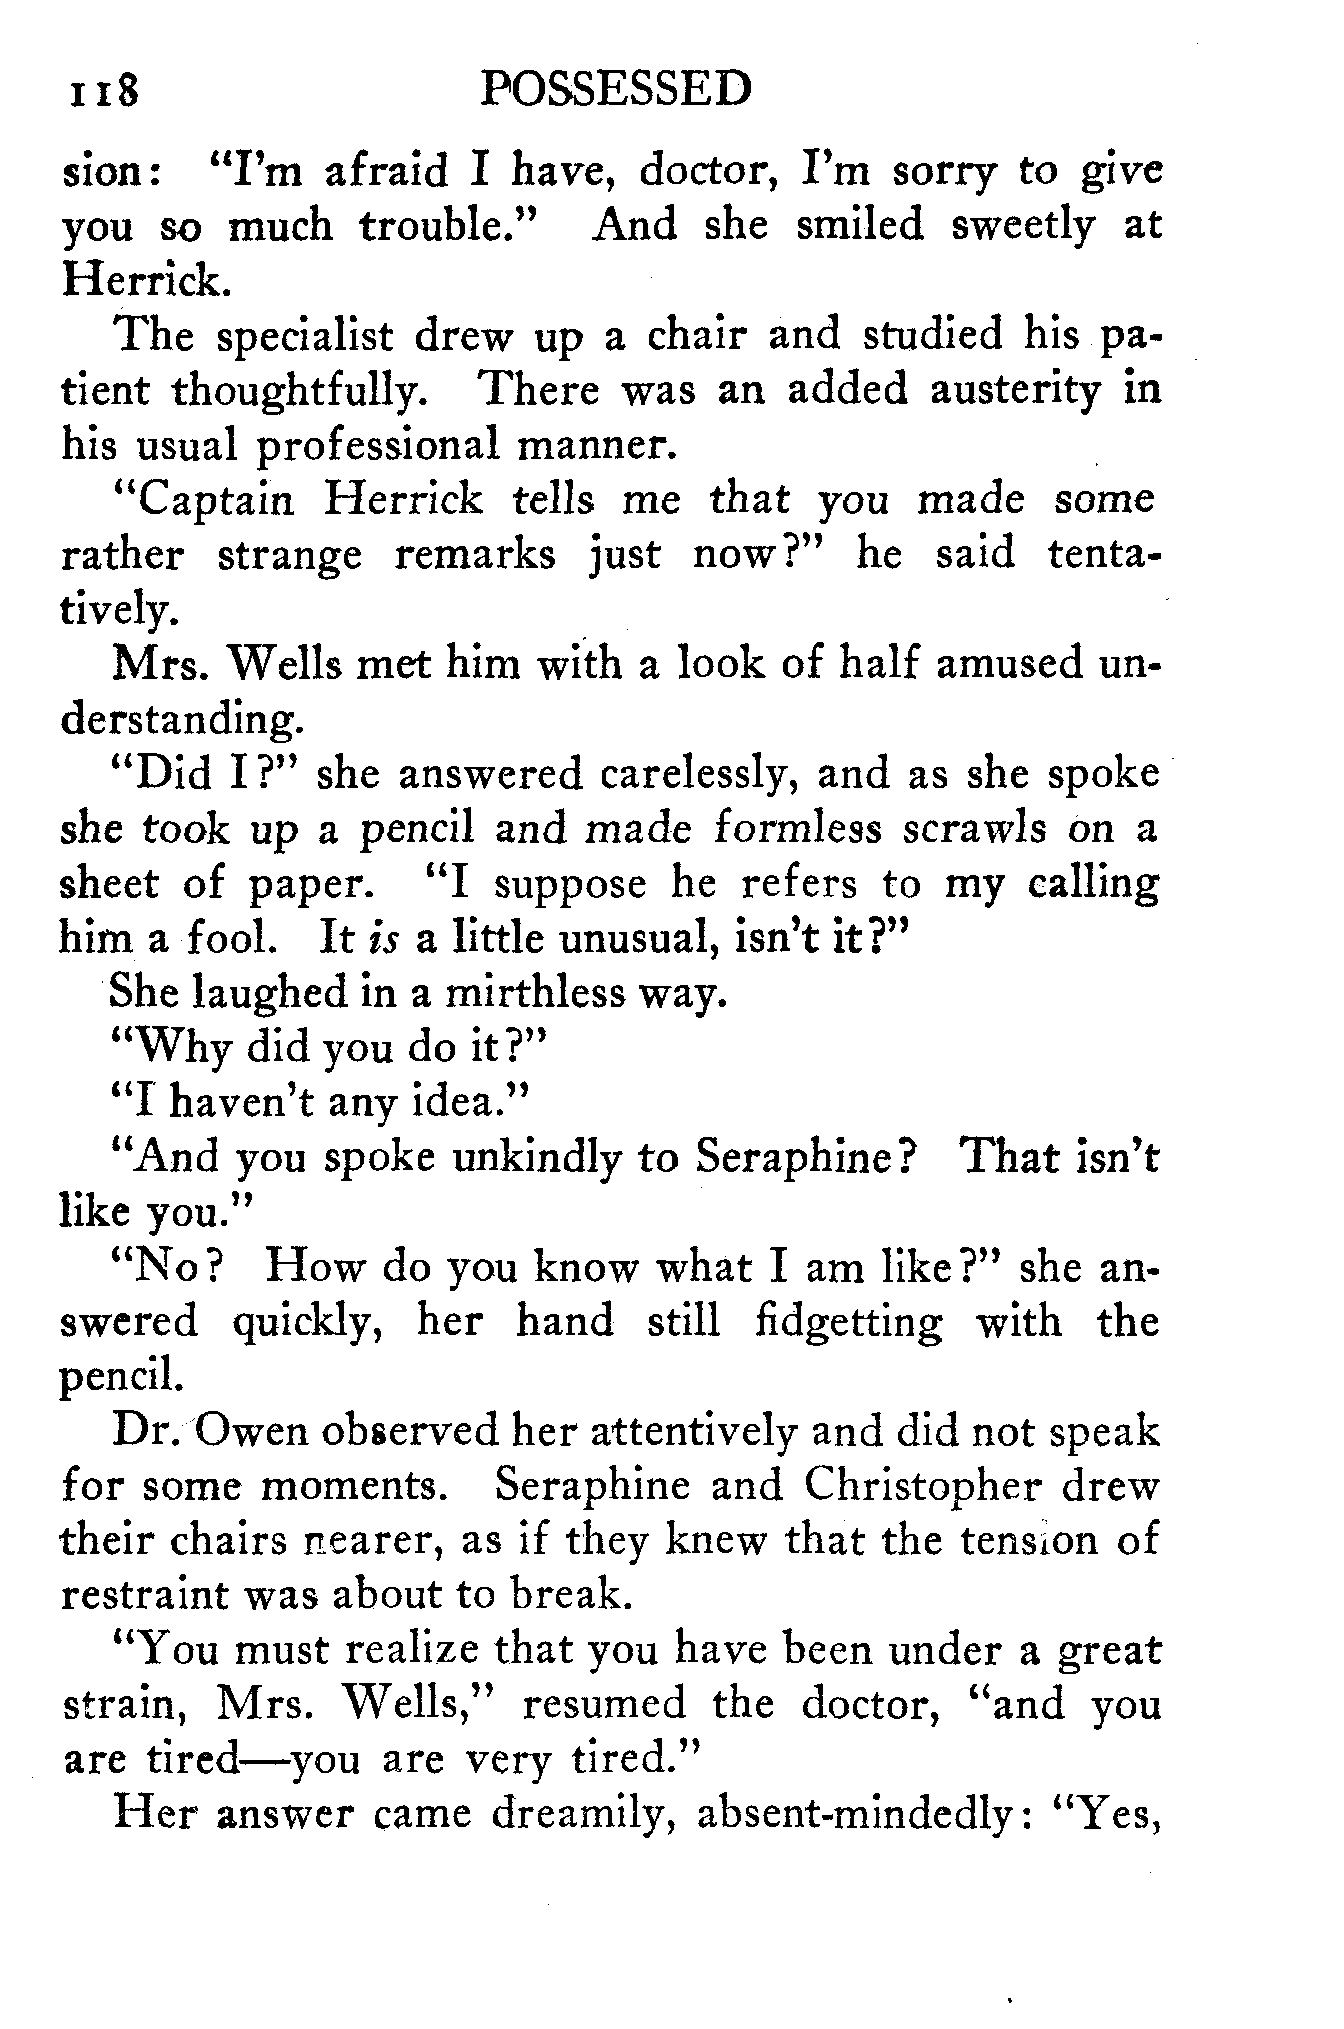 118 POSSESSED
sion: "I'm afraid I have, doctor, I'm sorry to give
you so much trouble." And she smiled sweetly at
Herrick.
The specialist drew up a chair and studied his pa-
tient thoughtfully. There was an added austerity in
his usual professional manner.
"Captain Herrick tells me that you made some
rather strange remarks just now?" he said tenta-
tively.
Mrs. Wells met him with a look of half amused un-
derstanding.
"Did I?" she answered carelessly, and as she spoke
she took up a pencil and made formless scrawls on a
sheet of paper. "I suppose he refers to my calling
him a fool. It is a little unusual, isn't it?"
She laughed in a mirthless way.
"Why did you do it?"
"I haven't any idea."
"And you spoke unkindly to Seraphine? That isn't
like you."
"No? How do you know what I am like?" she an-
swered quickly, her hand still fidgetting with the
pencil.
Dr. Owen observed her attentively and did not speak
for some moments. Seraphine and Christopher drew
their chairs nearer, as if they knew that the tension of
restraint was about to break.
"You must realize that you have been under a great
strain, Mrs. Wells," resumed the doctor, "and you
are tired—you are very tired."
Her answer came dreamily, absent-mindedly: "Yes,